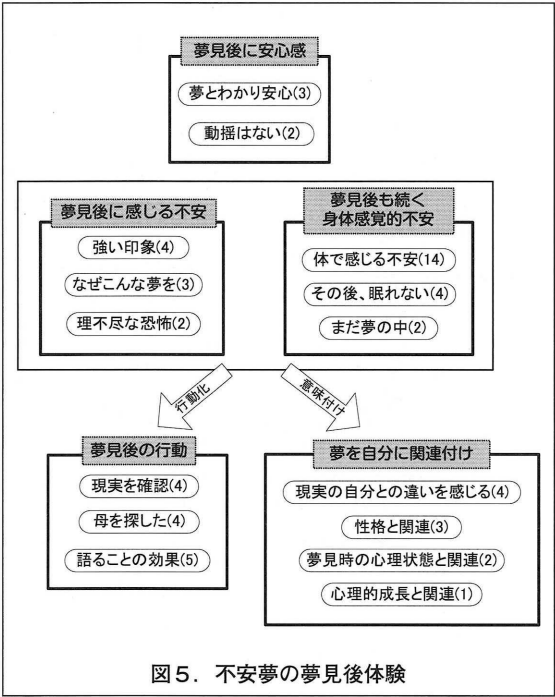 夢見後に安心感
夢とわかり安心(3)
動揺はない(2)
夢見後に感じる不安
強い印象(4)
なぜこんな夢を(3)
理不尽な恐怖(2)
夢見後も続く
身体感覚的不安
体で感じる不安(14)
その後、眠れない(4)
まだ夢の中(2)
行動化
意味付け
夢見後の行動
現実を確認(4)
母を探した(4)
語ることの効果(5)
夢を自分に関連付け
現実の自分との違いを感じる(4)
性格と関連(3)
夢見時の心理状態と関連(2)
心理的成長と関連(1)
図5. 不安夢の夢見後体験